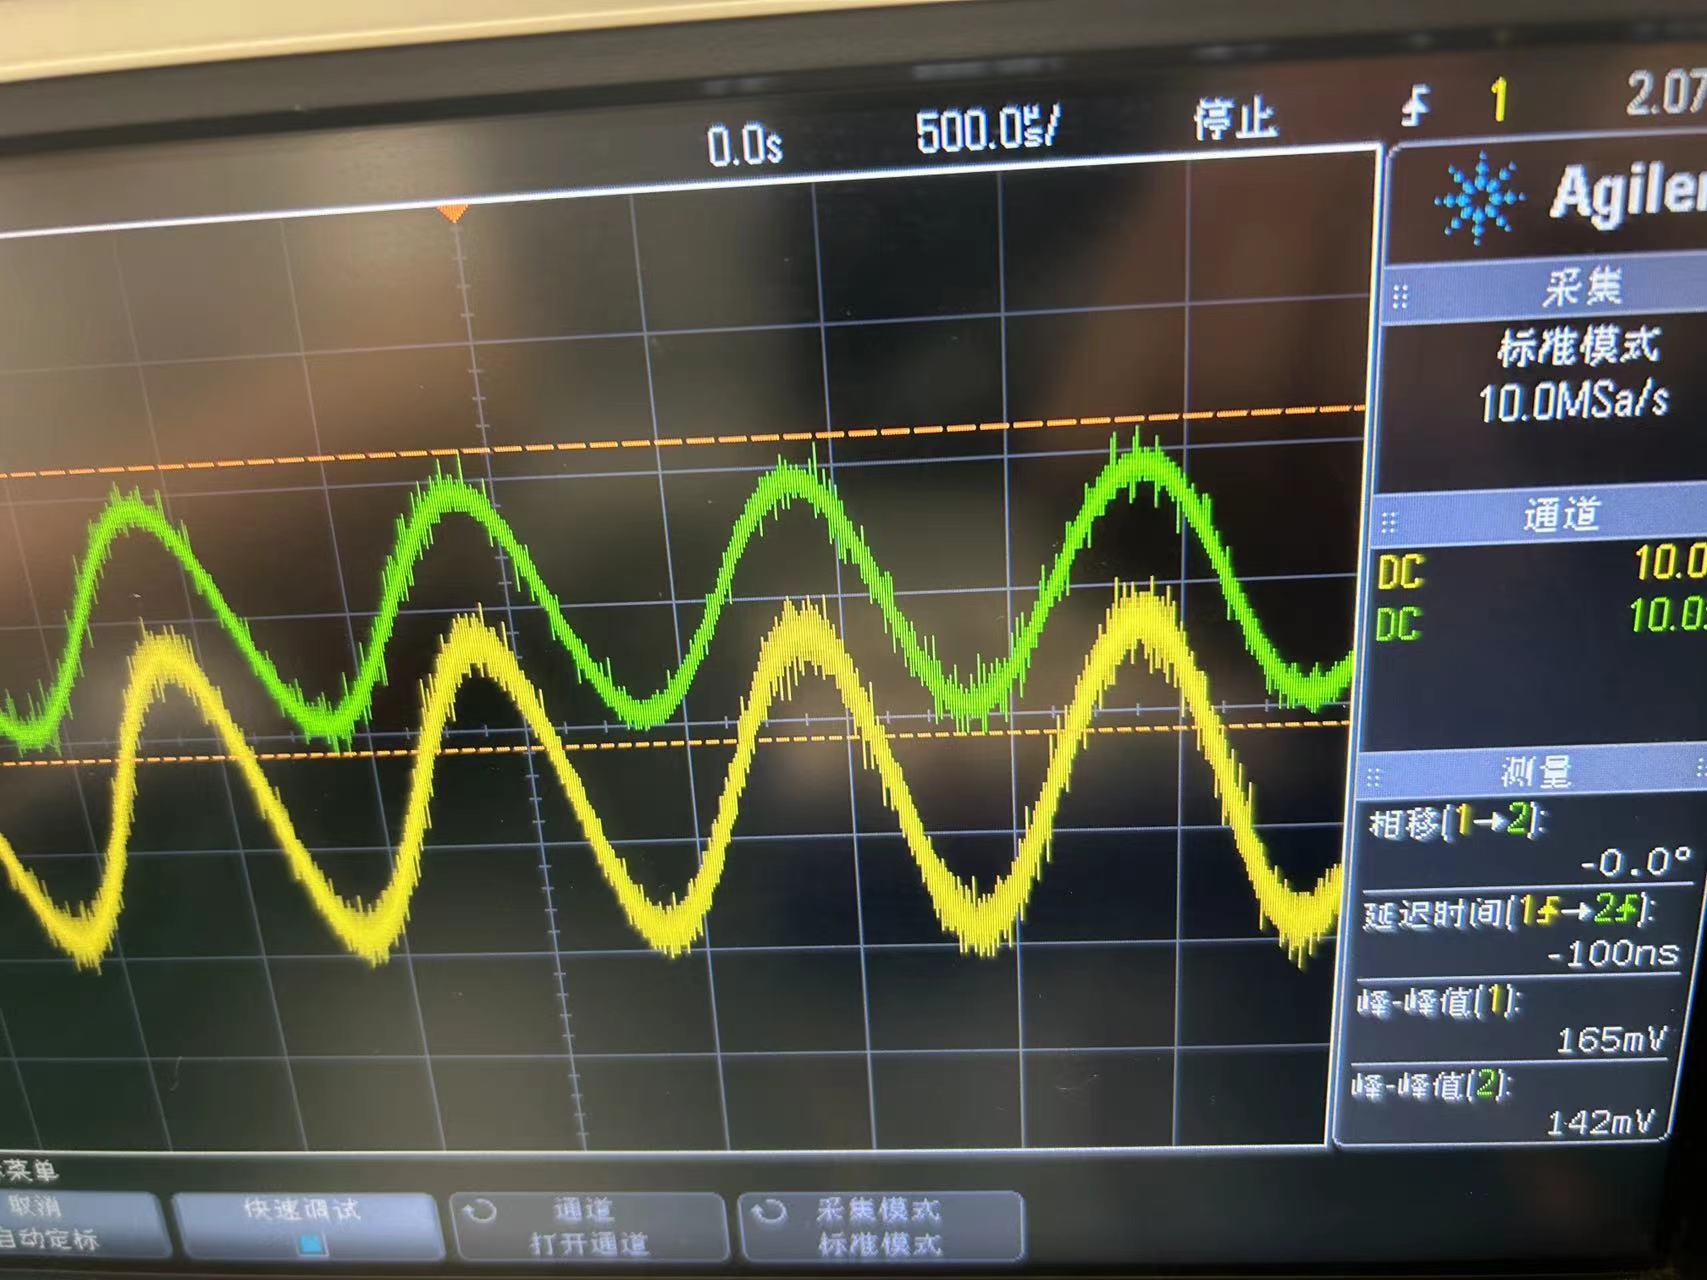 0.0s 500.0µs/ 停止 1 2.07
Agilen
采集
标准模式
10.0MSa/s
通道
DC 10.0
DC 10.0:
测量
相移(1→2):
-0.0°
延迟时间(1→2):
-100ns
峰-峰值(1):
165mV
峰-峰值(2):
142mV
菜单
取消
自动定标
快速调试
通道
打开通道
采集模式
标准模式